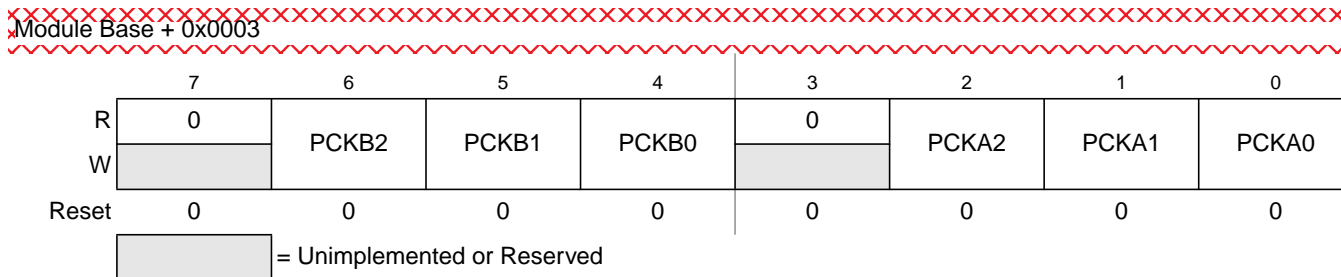 Module Base + 0x0003
7 6 5 4 3 2 1 0
R 0 PCKB2 PCKB1 PCKB0 0 PCKA2 PCKA1 PCKA0
W
Reset 0 0 0 0 0 0 0 0
= Unimplemented or Reserved